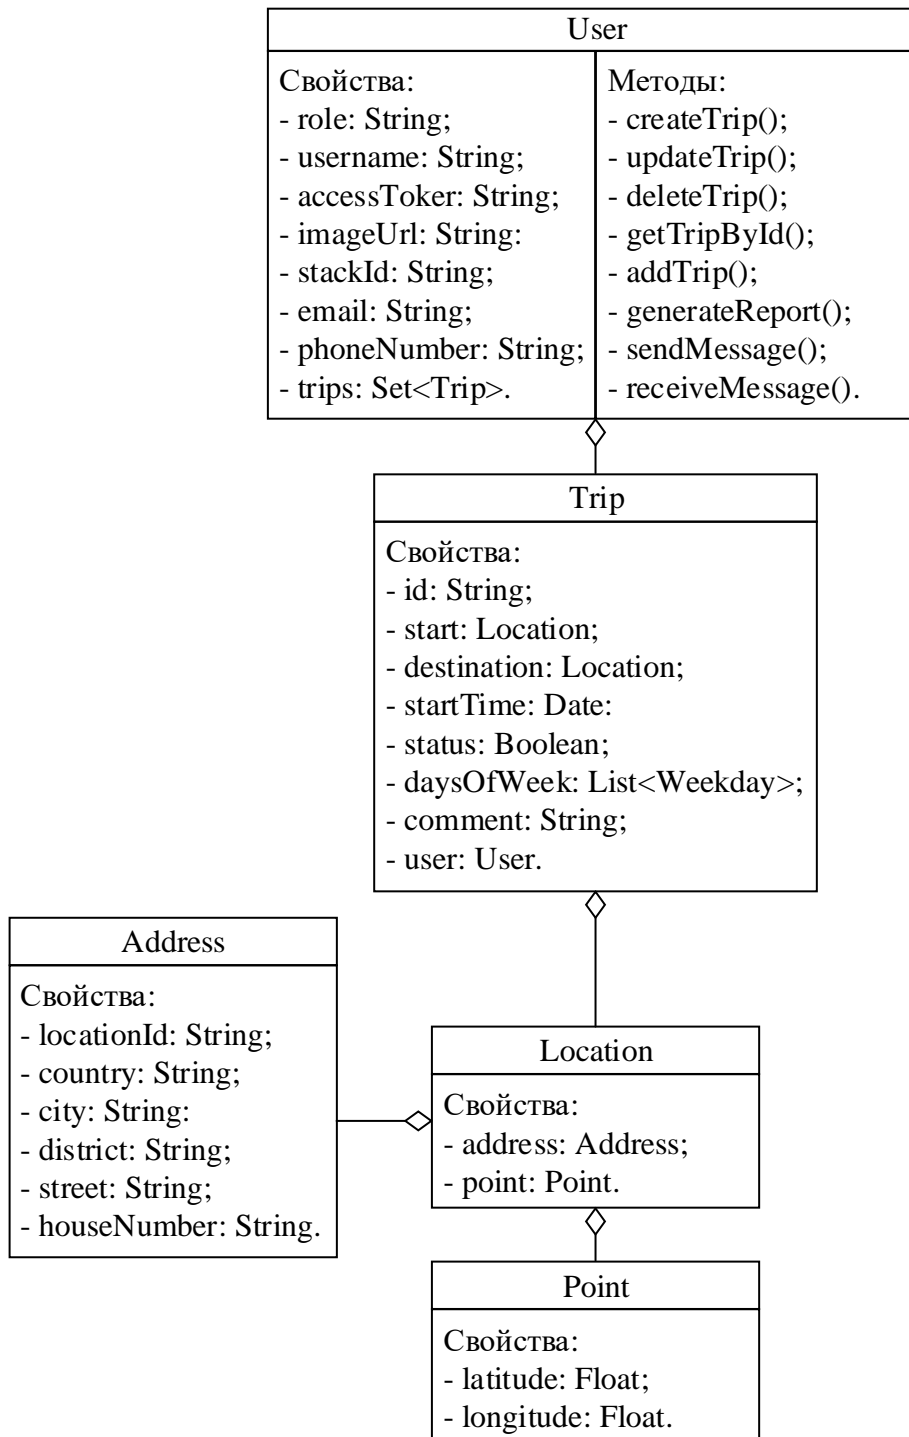 User
Свойства:
- role: String;
- username: String;
- accessToker: String;
- imageUrl: String:
- stackId: String;
- email: String;
- phoneNumber: String;
- trips: Set<Trip>.
Методы:
- createTrip();
- updateTrip();
- deleteTrip();
- getTripById();
- addTrip();
- generateReport();
- sendMessage();
- receiveMessage().
Trip
Свойства:
- id: String;
- start: Location;
- destination: Location;
- startTime: Date:
- status: Boolean;
- daysOfWeek: List<Weekday>;
- comment: String;
- user: User.
Address
Свойства:
- locationId: String;
- country: String;
- city: String:
- district: String;
- street: String;
- houseNumber: String.
Location
Свойства:
- address: Address;
- point: Point.
Point
Свойства:
- latitude: Float;
- longitude: Float.